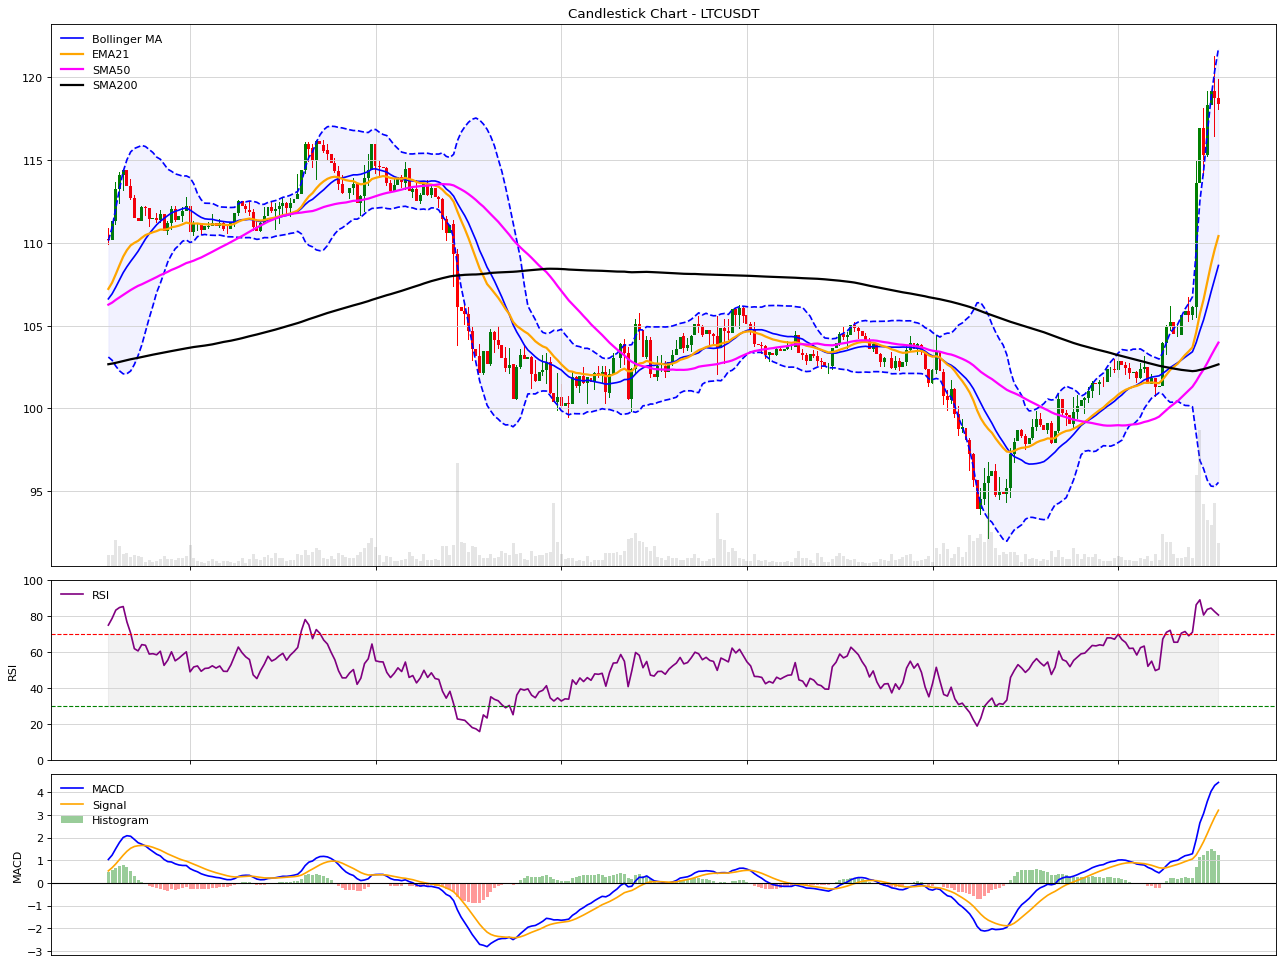 Candlestick Chart - LTCUSDT
Bollinger MA
EMA21
SMA50
SMA200
120
115
110
105
100
95
100
80
60
40
20
0
RSI
RSI
4
3
2
1
0
−1
−2
−3
MACD
MACD
Signal
Histogram